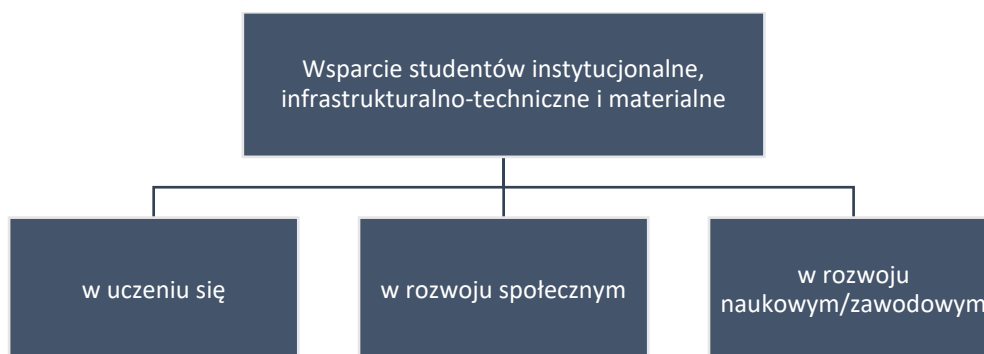 Wsparcie studentów instytucjonalne,
infrastrukturalno-techniczne i materialne
w uczeniu się
w rozwoju społecznym
w rozwoju
naukowym/zawodowym